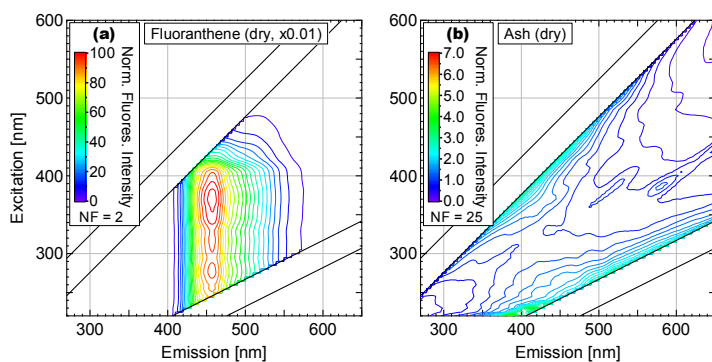 (a)
Fluoranthene (dry, x0.01)
Norm. Fluores. Intensity
100
80
60
40
20
0
NF = 2
600
500
400
300
Excitation [nm]
300
400
500
600
Emission [nm]
(b)
Ash (dry)
Norm. Fluores. Intensity
7.0
6.0
5.0
4.0
3.0
2.0
1.0
0.0
NF = 25
600
500
400
300
300
400
500
600
Emission [nm]